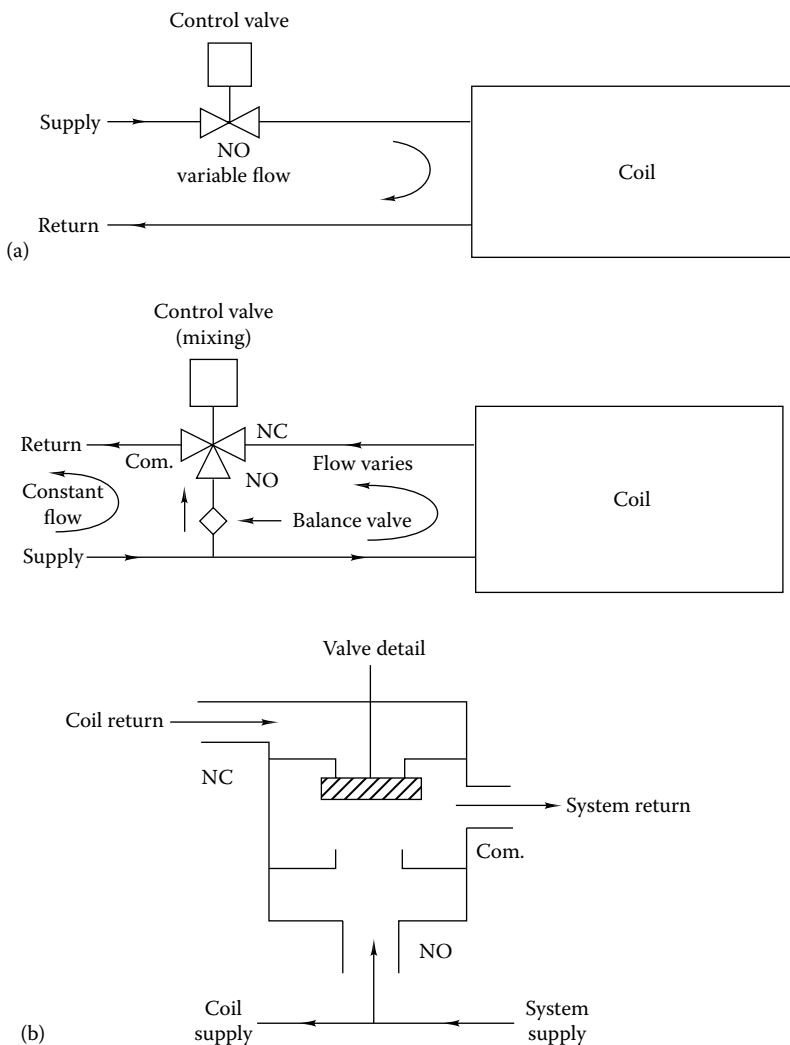 Control valve
Supply
NO
variable flow
Coil
Return
(a)
Control valve
(mixing)
NC
Return
Com.
Flow varies
NO
Constant
flow
Balance valve
Coil
Supply
Valve detail
Coil return
NC
System return
Com.
NO
Coil
supply
System
supply
(b)